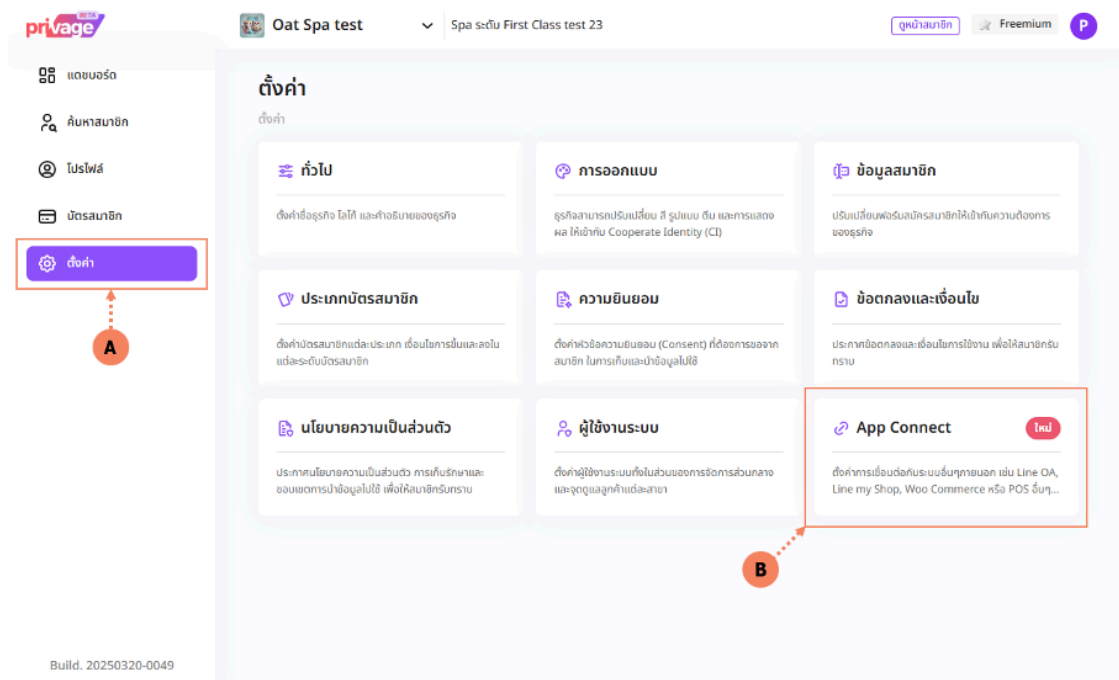 privage BETA
Oat Spa test
Spa ระดับ First Class test 23
ดูหน้าสมาชิก
Freemium
P
แดชบอร์ด
ค้นหาสมาชิก
โปรไฟล์
บัตรสมาชิก
ตั้งค่า
A
ตั้งค่า
ตั้งค่า
ทั่วไป
ตั้งค่าชื่อธุรกิจ โลโก้ และคำอธิบายของธุรกิจ
การออกแบบ
ธุรกิจสามารถปรับเปลี่ยน สี รูปแบบ ธีม และการแสดง
ผล ให้เข้ากับ Cooperate Identity (CI)
ข้อมูลสมาชิก
ปรับเปลี่ยนฟอร์มสมัครสมาชิกให้เข้ากับความต้องการ
ของธุรกิจ
ประเภทบัตรสมาชิก
ตั้งค่าบัตรสมาชิกแต่ละประเภท เงื่อนไขการขึ้นและลงใน
แต่ละระดับบัตรสมาชิก
ความยินยอม
ตั้งค่าหัวข้อความยินยอม (Consent) ที่ต้องการขอจาก
สมาชิก ในการเก็บและนำข้อมูลไปใช้
ข้อตกลงและเงื่อนไข
ประกาศข้อตกลงและเงื่อนไขการใช้งาน เพื่อให้สมาชิกรับ
ทราบ
นโยบายความเป็นส่วนตัว
ประกาศนโยบายความเป็นส่วนตัว การเก็บรักษาและ
ขอบเขตการนำข้อมูลไปใช้ เพื่อให้สมาชิกรับทราบ
ผู้ใช้งานระบบ
ตั้งค่าผู้ใช้งานระบบทั้งในส่วนของการจัดการส่วนกลาง
และจุดดูแลลูกค้าแต่ละสาขา
App Connect
ใหม่
ตั้งค่าการเชื่อมต่อกับระบบอื่นๆภายนอก เช่น Line OA,
Line my Shop, Woo Commerce หรือ POS อื่นๆ...
B
Build. 20250320-0049